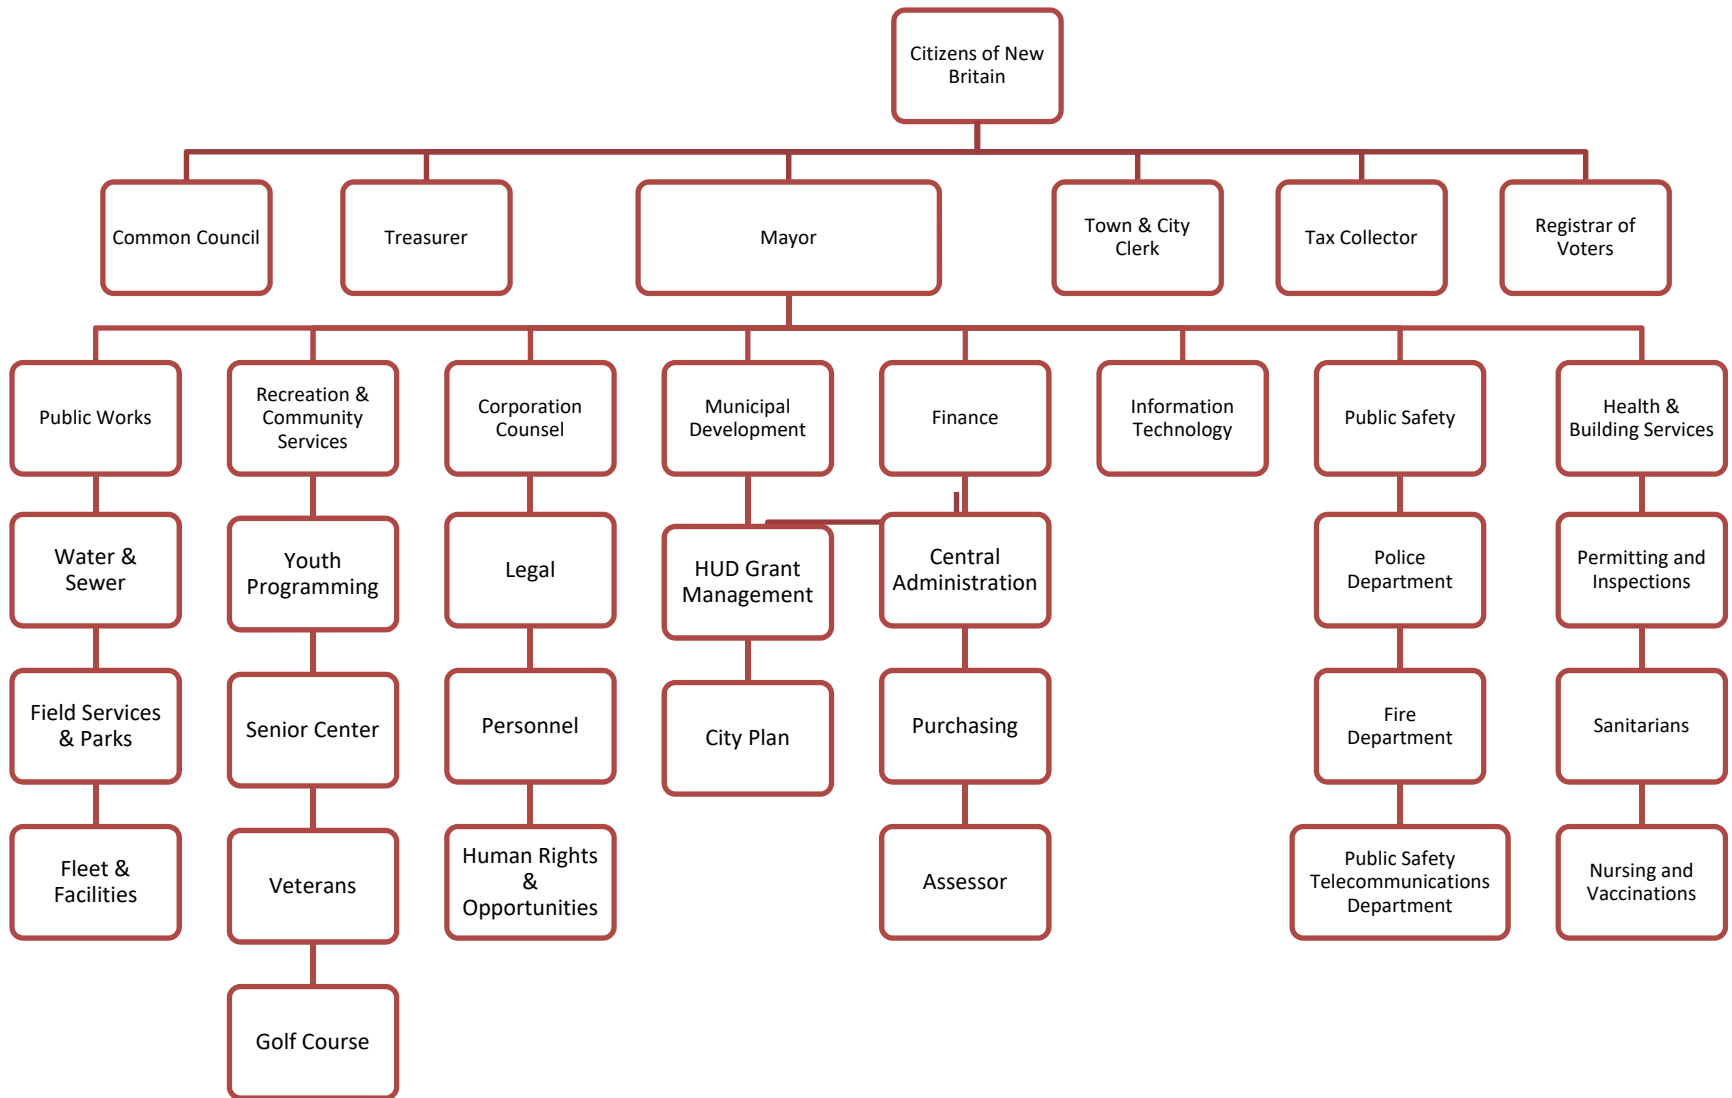 Citizens of New
Britain
Common Council
Treasurer
Mayor
Town & City
Clerk
Tax Collector
Registrar of
Voters
Public Works
Recreation &
Community
Services
Corporation
Counsel
Municipal
Development
Finance
Information
Technology
Public Safety
Health &
Building Services
Water &
Sewer
Youth
Programming
Legal
HUD Grant
Management
Central
Administration
Police
Department
Permitting and
Inspections
Field Services
& Parks
Senior Center
Personnel
City Plan
Purchasing
Fire
Department
Sanitarians
Fleet &
Facilities
Veterans
Human Rights
&
Opportunities
Assessor
Public Safety
Telecommunications
Department
Nursing and
Vaccinations
Golf Course